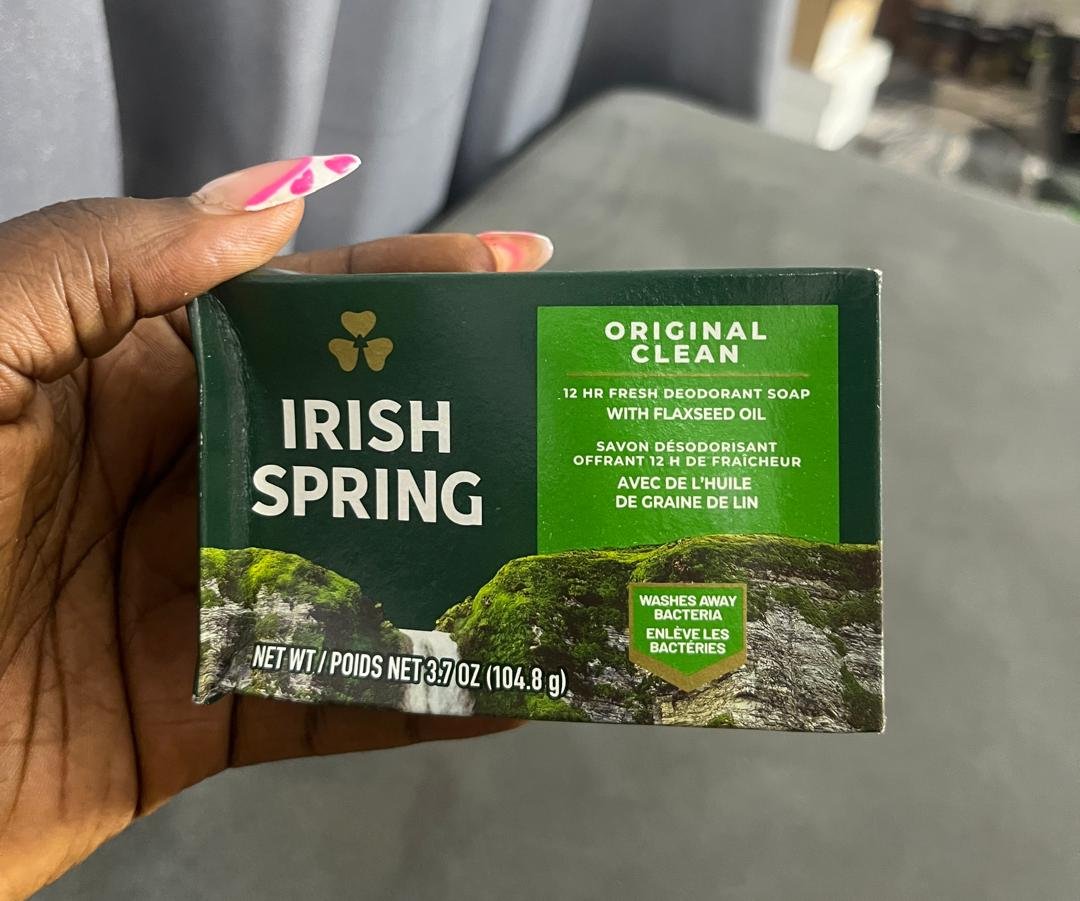 IRISH
SPRING
ORIGINAL
CLEAN
12 HR FRESH DEODORANT SOAP
WITH FLAXSEED OIL
SAVON DÉSODORISANT
OFFRANT 12 H DE FRAÎCHEUR
AVEC DE L'HUILE
DE GRAINE DE LIN
WASHES AWAY
BACTERIA
ENLÈVE LES
BACTÉRIES
NET WT / POIDS NET 3.7 OZ (104.8 g)